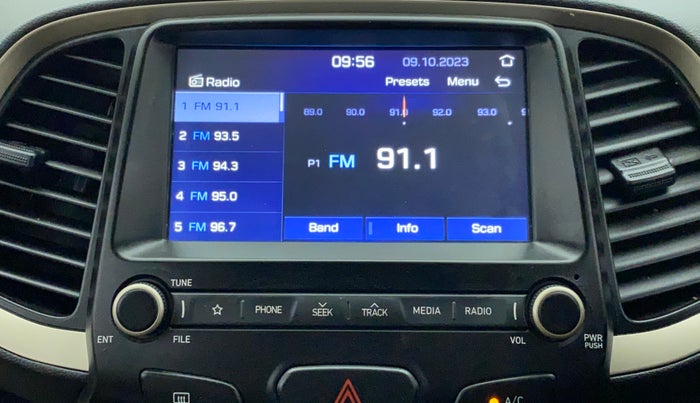 09:56 09.10.2023
Radio Presets Menu
1 FM 91.1
2 FM 93.5
3 FM 94.3
4 FM 95.0
5 FM 96.7
89.0 90.0 91.0 92.0 93.0
P1 FM 91.1
Band Info Scan
TUNE
PHONE SEEK TRACK MEDIA RADIO
ENT FILE VOL PWR PUSH
A/C